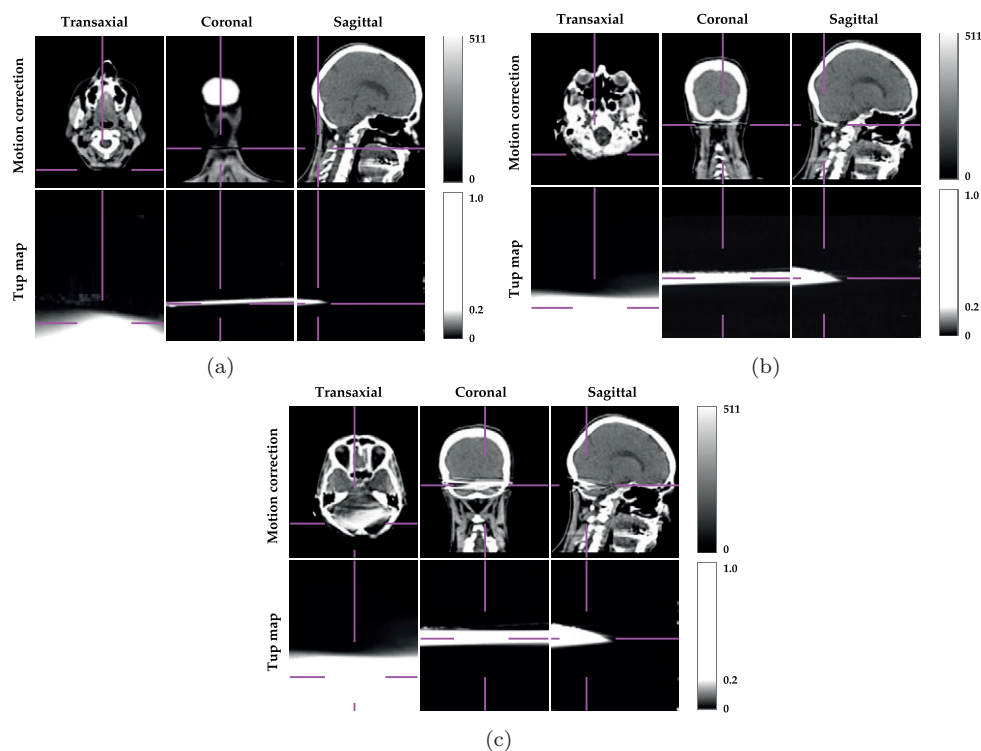 Transaxial Coronal Sagittal
Motion correction
511
0
Tup map
1.0
0.2
0
(a)
Transaxial Coronal Sagittal
Motion correction
511
0
Tup map
1.0
0.2
0
(b)
Transaxial Coronal Sagittal
Motion correction
511
0
Tup map
1.0
0.2
0
(c)